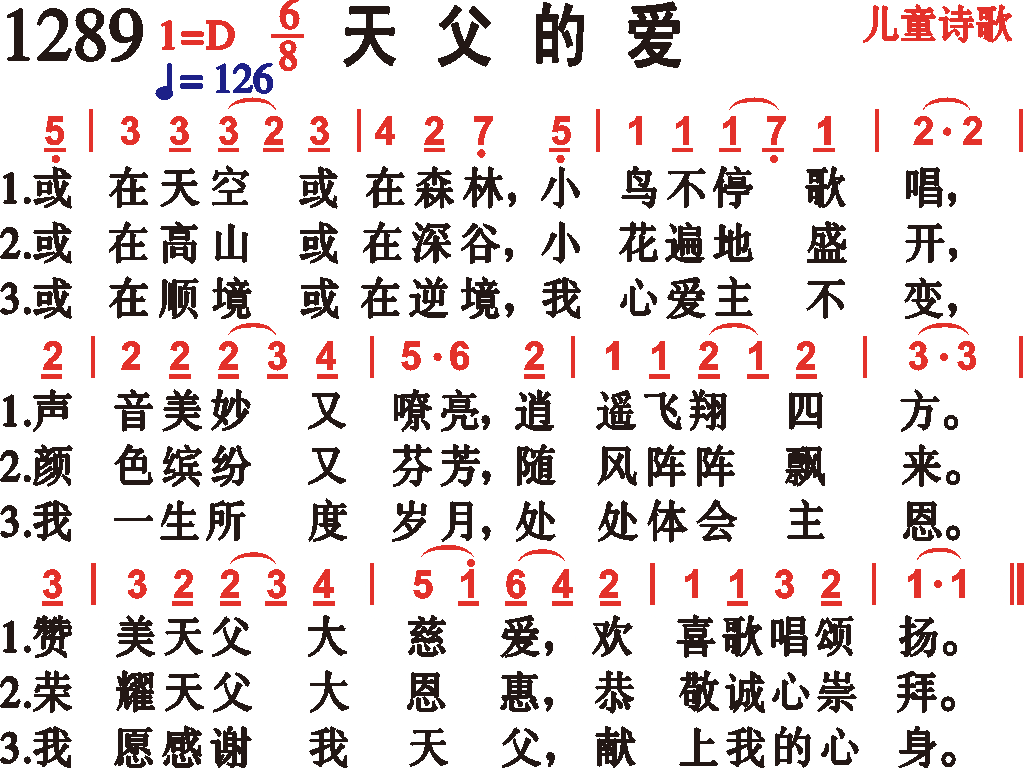 1289 1=D 6/8 天父的爱 儿童诗歌
♩= 126
5 | 3 3 3 2 3 | 4 2 7 5 | 1 1 1 7 1 | 2·2 |
1.或 在天空 或 在森林，小 鸟不停 歌 唱，
2.或 在高山 或 在深谷，小 花遍地 盛 开，
3.或 在顺境 或 在逆境，我 心爱主 不 变，
2 | 2 2 2 3 4 | 5·6 2 | 1 1 2 1 2 | 3·3 |
1.声 音美妙 又 嘹亮，逍 遥飞翔 四 方。
2.颜 色缤纷 又 芬芳，随 风阵阵 飘 来。
3.我 一生所 度 岁月，处 处体会 主 恩。
3 | 3 2 2 3 4 | 5 1 6 4 2 | 1 1 3 2 | 1·1 ‖
1.赞 美天父 大 慈 爱，欢 喜歌唱颂 扬。
2.荣 耀天父 大 恩 惠，恭 敬诚心崇 拜。
3.我 愿感谢 我 天 父，献 上我的心 身。